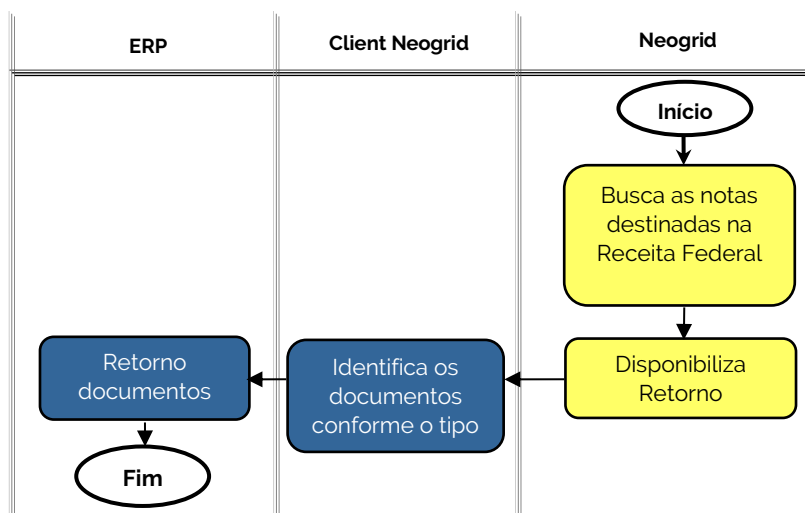 ERP
Client Neogrid
Neogrid
Início
Busca as notas
destinadas na
Receita Federal
Disponibiliza
Retorno
Identifica os
documentos
conforme o tipo
Retorno
documentos
Fim